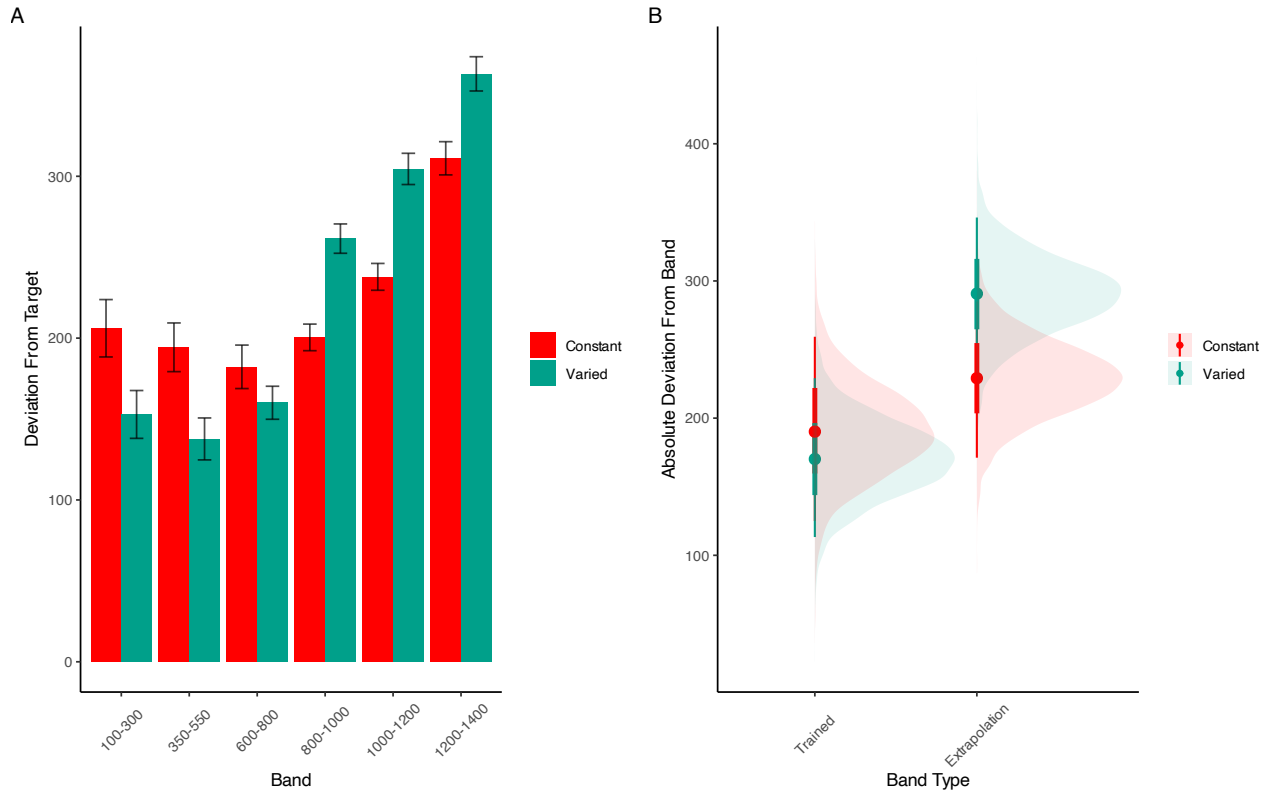 A
Deviation From Target
300
200
100
0
100-300
350-550
600-800
800-1000
1000-1200
1200-1400
Band
Constant
Varied
B
Absolute Deviation From Band
400
300
200
100
Trained
Extrapolation
Band Type
Constant
Varied